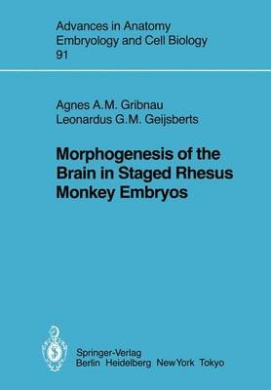 Advances in Anatomy
Embryology and Cell Biology
91
Agnes A.M. Gribnau
Leonardus G.M. Geijsberts
Morphogenesis of the
Brain in Staged Rhesus
Monkey Embryos
Springer-Verlag
Berlin Heidelberg New York Tokyo